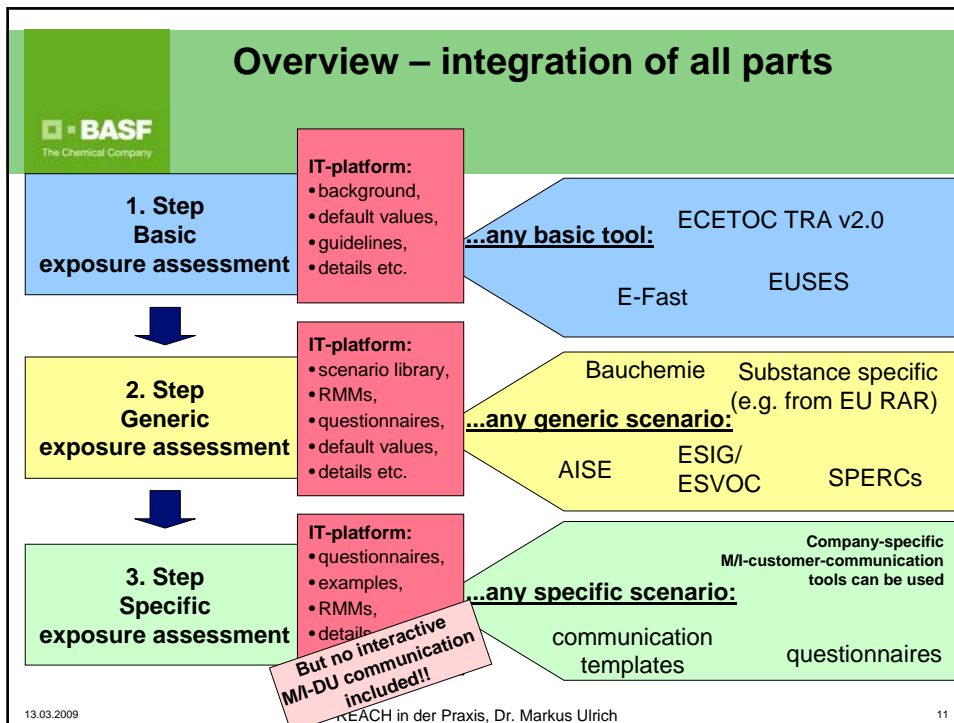 Overview – integration of all parts
BASF
The Chemical Company
1. Step
Basic
exposure assessment
IT-platform:
•background,
•default values,
•guidelines,
•details etc.
...any basic tool:
ECETOC TRA v2.0
E-Fast
EUSES
2. Step
Generic
exposure assessment
IT-platform:
•scenario library,
•RMMs,
•questionnaires,
•default values,
•details etc.
...any generic scenario:
Bauchemie
Substance specific
(e.g. from EU RAR)
AISE
ESIG/
ESVOC
SPERCs
3. Step
Specific
exposure assessment
IT-platform:
•questionnaires,
•examples,
•RMMs,
•details
But no interactive
M/I-DU communication
included!!
...any specific scenario:
Company-specific
M/I-customer-communication
tools can be used
communication
templates
questionnaires
13.03.2009
REACH in der Praxis, Dr. Markus Ulrich
11